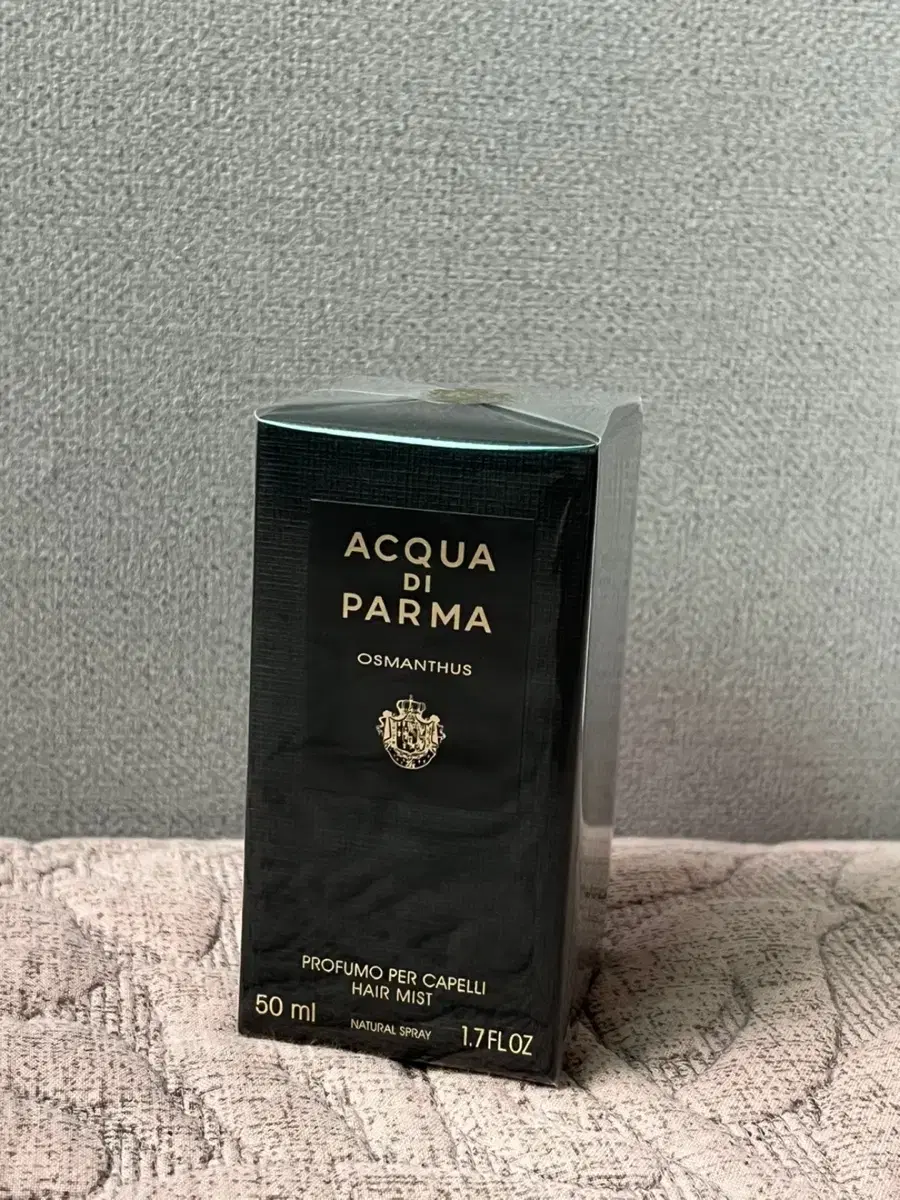 ACQUA
DI
PARMA
OSMANTHUS
PROFUMO PER CAPELLI
HAIR MIST
50 ml
NATURAL SPRAY
1.7 FL OZ